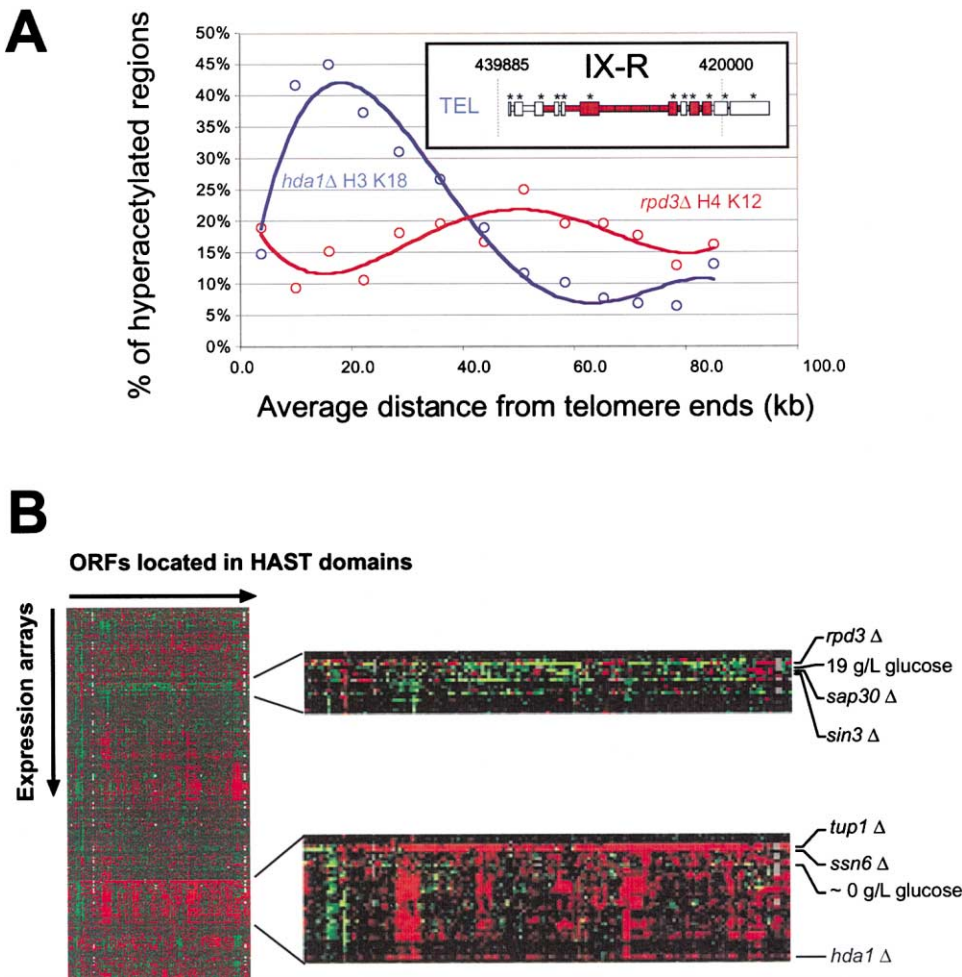 A
% of hyperacetylated regions
50%
45%
40%
35%
30%
25%
20%
15%
10%
5%
0%
0.0 20.0 40.0 60.0 80.0 100.0
Average distance from telomere ends (kb)
hda1Δ H3 K18
rpd3Δ H4 K12
439885 IX-R 420000
TEL
* * * * * * * * * * * *
B
ORFs located in HAST domains
Expression arrays
rpd3 Δ
19 g/L glucose
sap30 Δ
sin3 Δ
tup1 Δ
ssn6 Δ
~ 0 g/L glucose
hda1 Δ